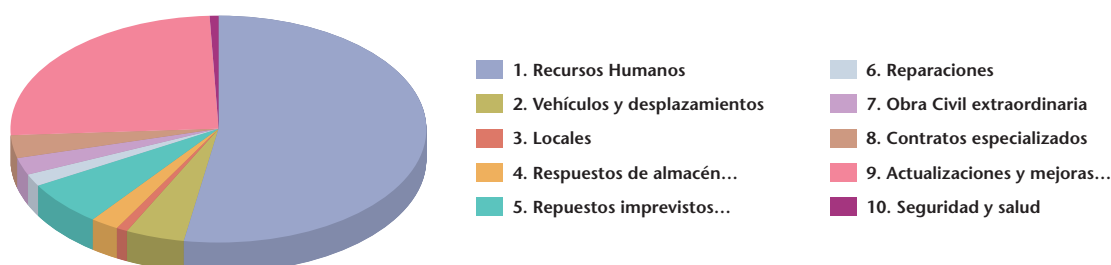 1. Recursos Humanos
2. Vehículos y desplazamientos
3. Locales
4. Respuestos de almacén...
5. Repuestos imprevistos...
6. Reparaciones
7. Obra Civil extraordinaria
8. Contratos especializados
9. Actualizaciones y mejoras...
10. Seguridad y salud